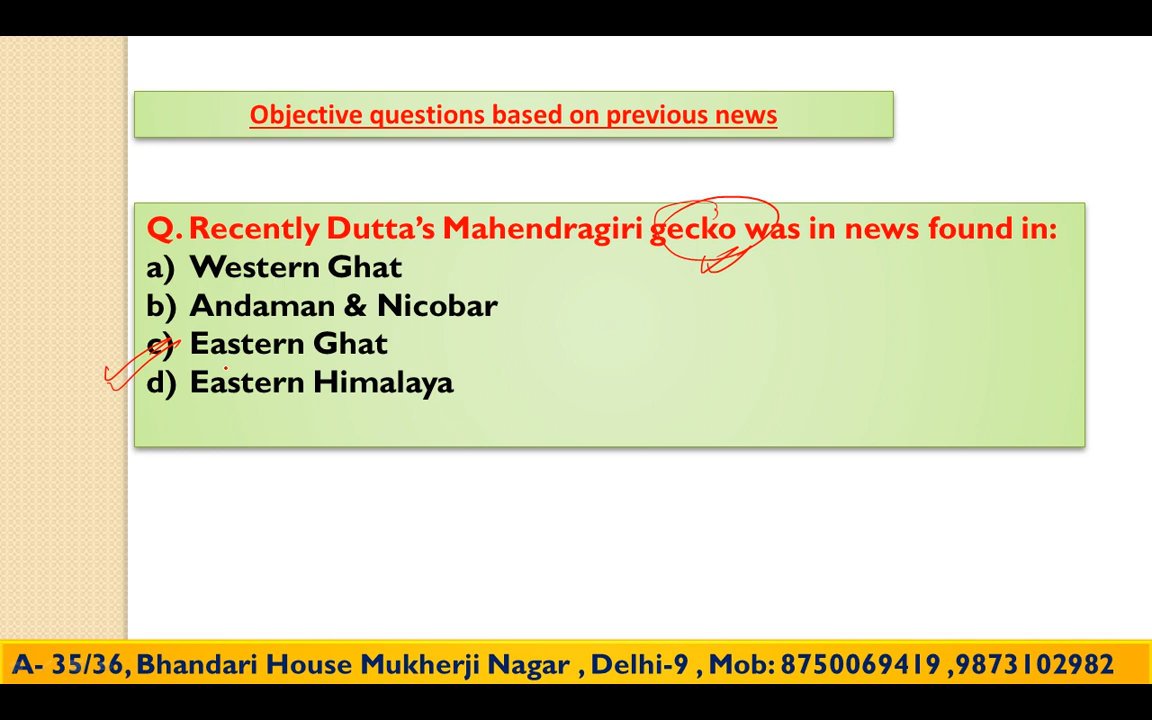 Objective questions based on previous news
Q. Recently Dutta's Mahendragiri gecko was in news found in:
a) Western Ghat
b) Andaman & Nicobar
c) Eastern Ghat
d) Eastern Himalaya
A- 35/36, Bhandari House Mukherji Nagar , Delhi-9 , Mob: 8750069419 ,9873102982